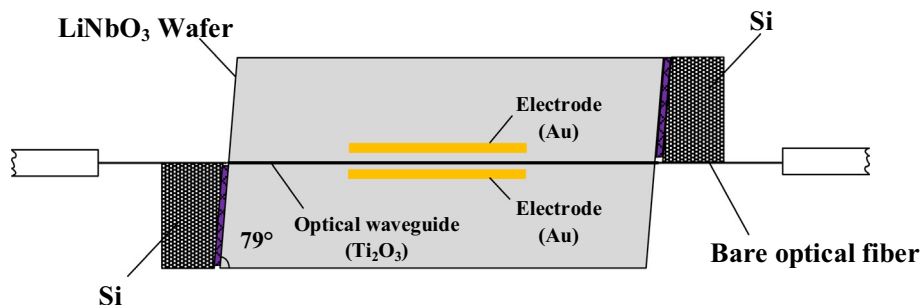 LiNbO₃ Wafer
Si
Electrode
(Au)
79°
Optical waveguide
(Ti₂O₃)
Electrode
(Au)
Bare optical fiber
Si